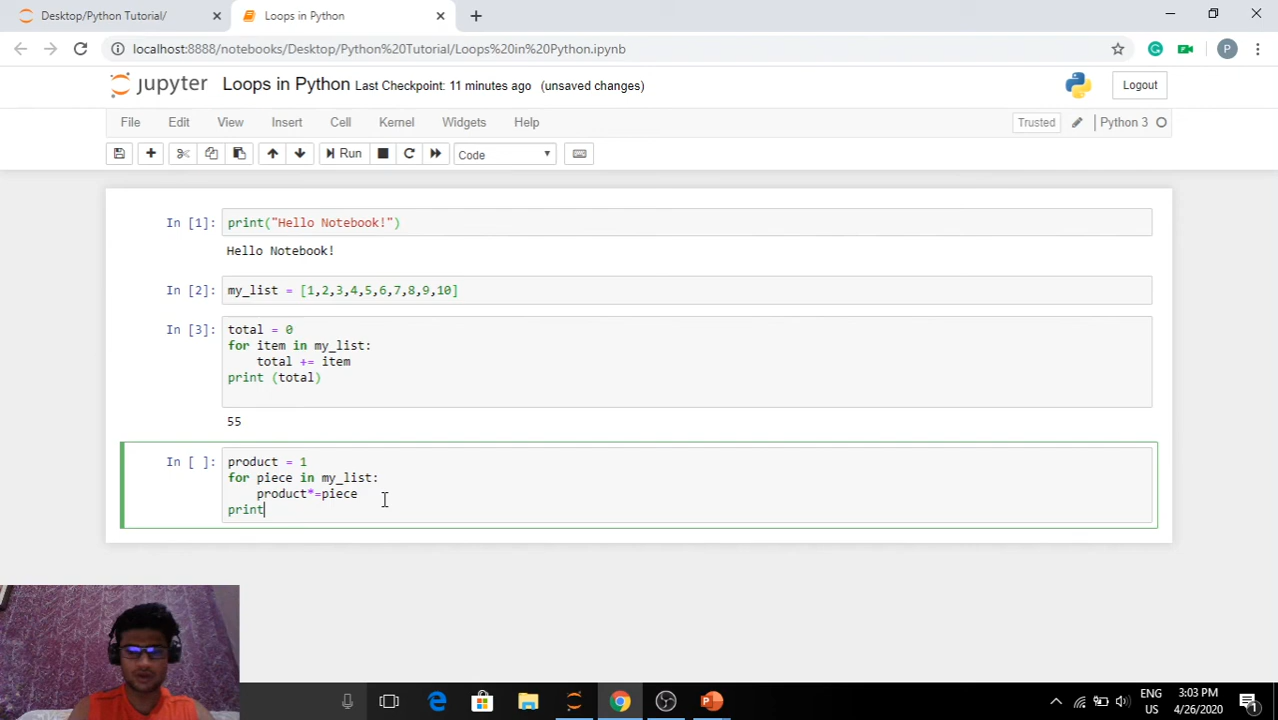 Desktop/Python Tutorial/
Loops in Python
localhost:8888/notebooks/Desktop/Python%20Tutorial/Loops%20in%20Python.ipynb
P
jupyter Loops in Python Last Checkpoint: 11 minutes ago (unsaved changes)
Logout
File Edit View Insert Cell Kernel Widgets Help
Trusted
Python 3
Run
Code
In [1]: print("Hello Notebook!")
Hello Notebook!
In [2]: my_list = [1,2,3,4,5,6,7,8,9,10]
In [3]: total = 0
for item in my_list:
total += item
print (total)
55
In [ ]: product = 1
for piece in my_list:
product*=piece
print
ENG
US
3:03 PM
4/26/2020
1